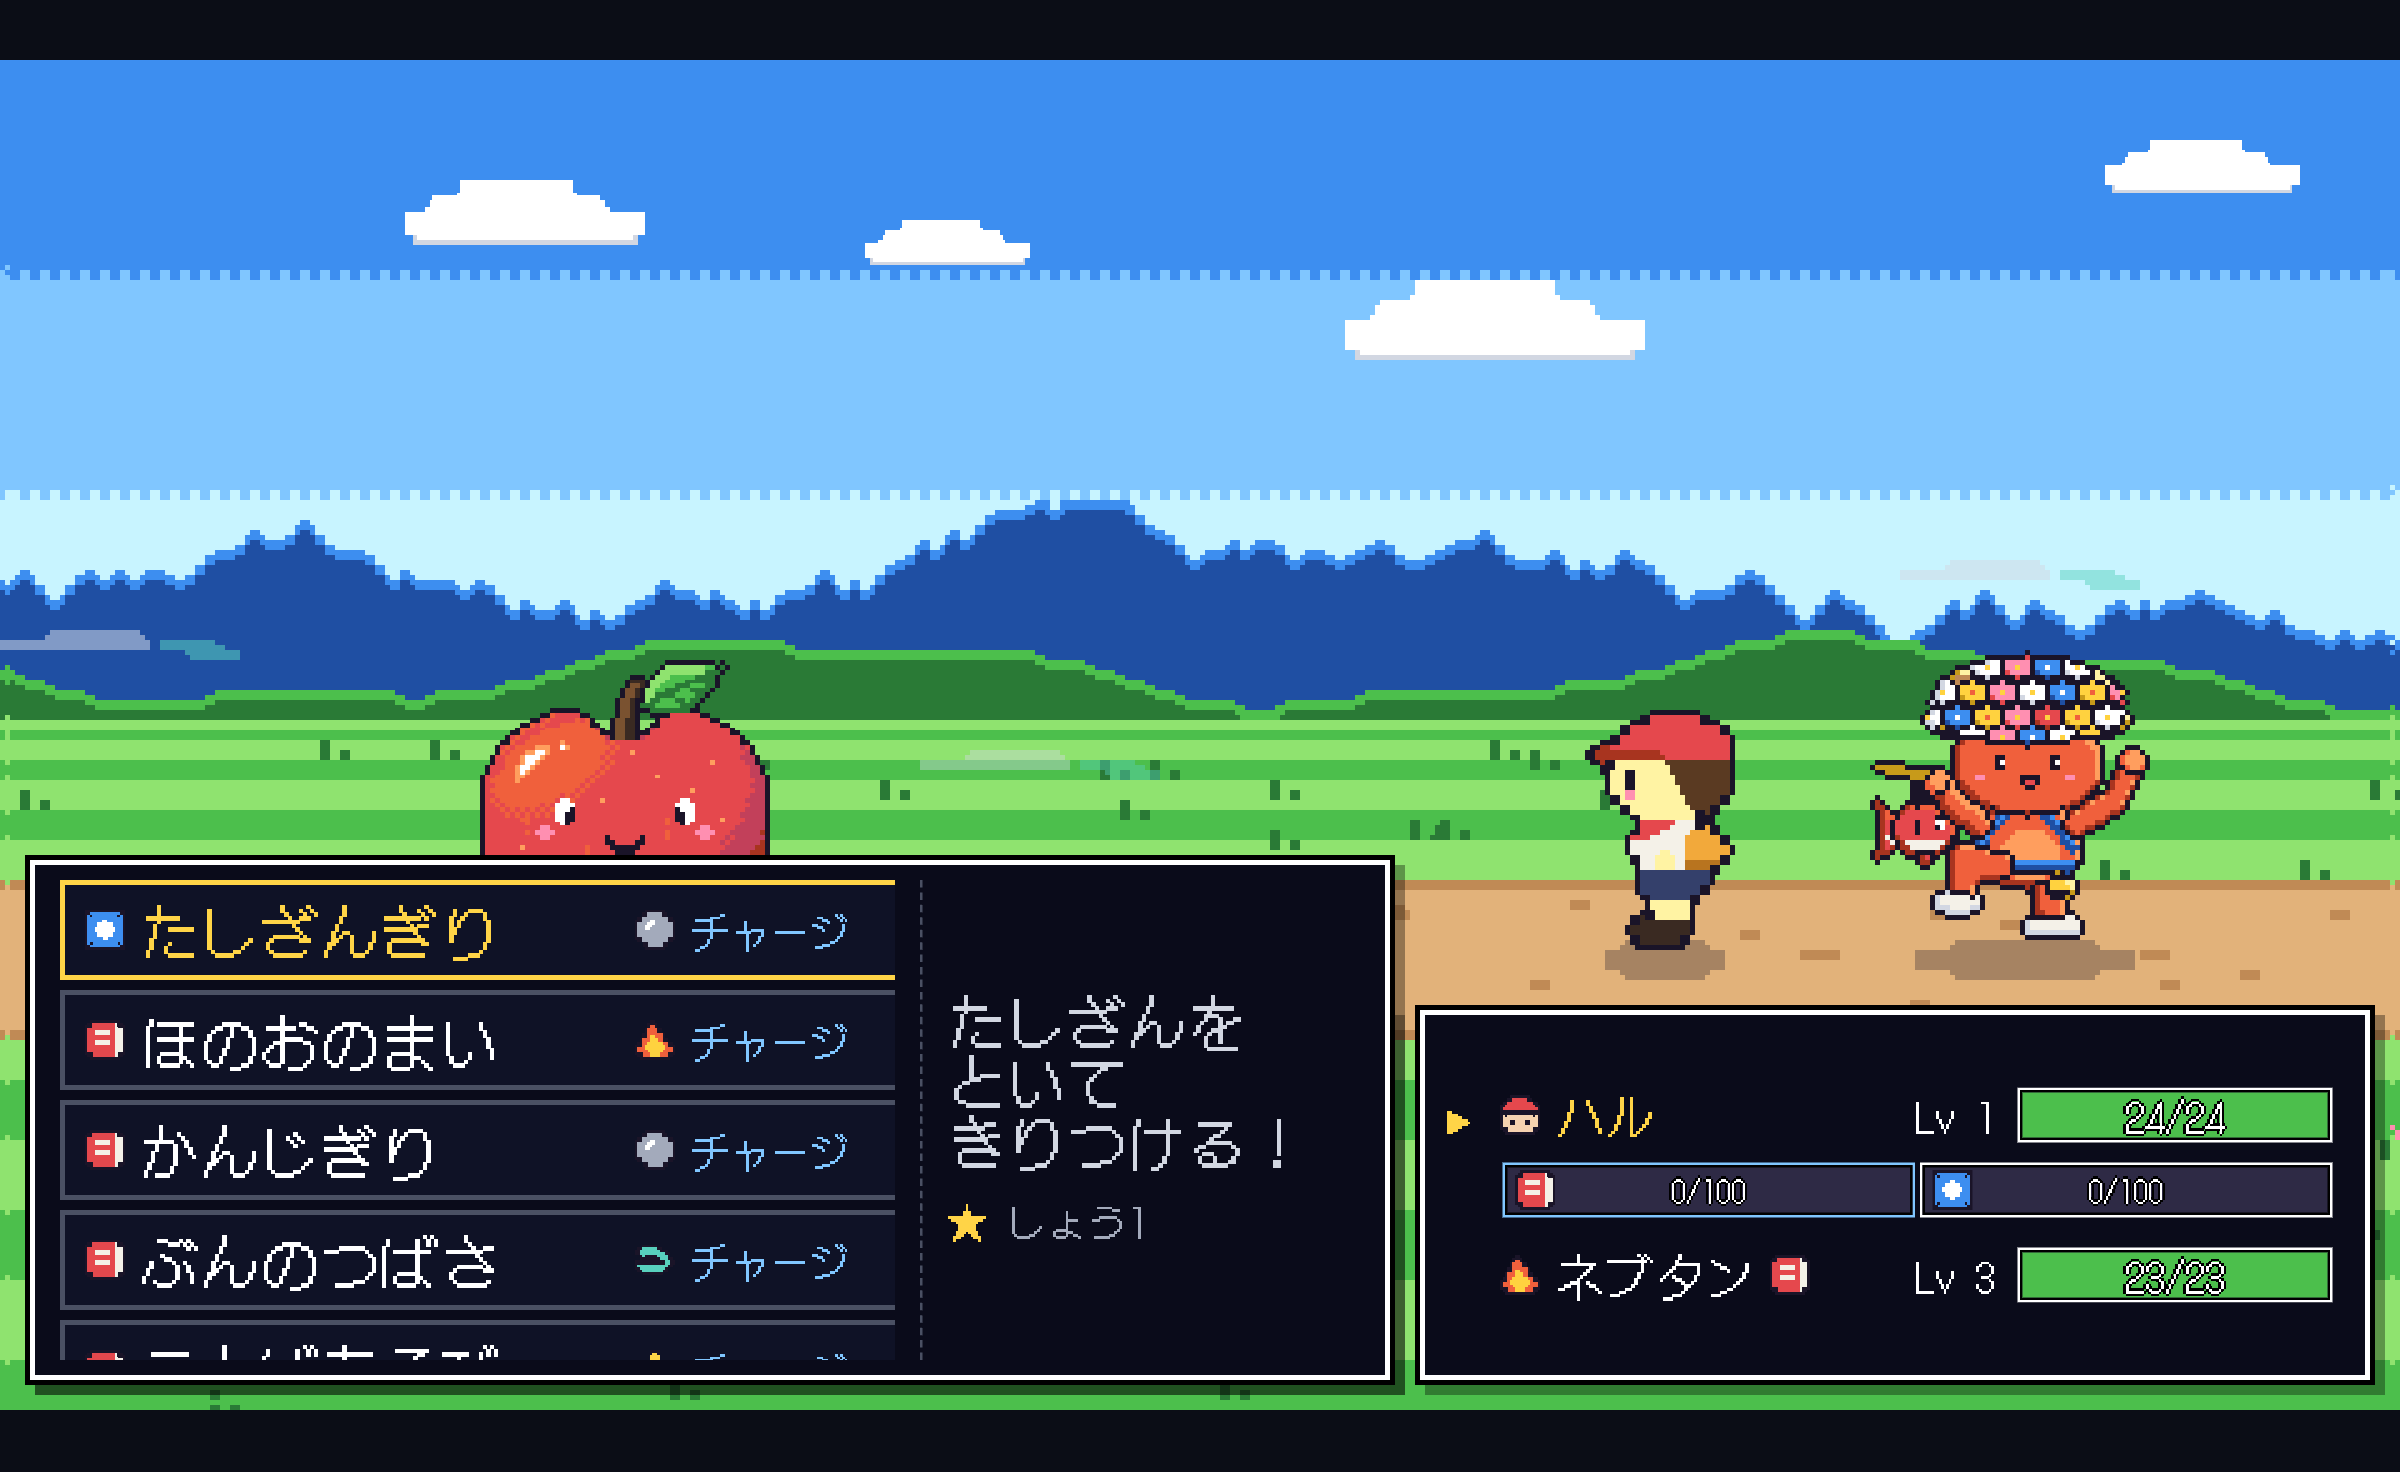 たしざんぎり チャージ
ほのおのまい チャージ
かんじぎり チャージ
ぶんのつばさ チャージ
たしざんを
といて
きりつける！
しょう1
ハル Lv 1 24/24
0/100 0/100
ネブタン Lv 3 23/23